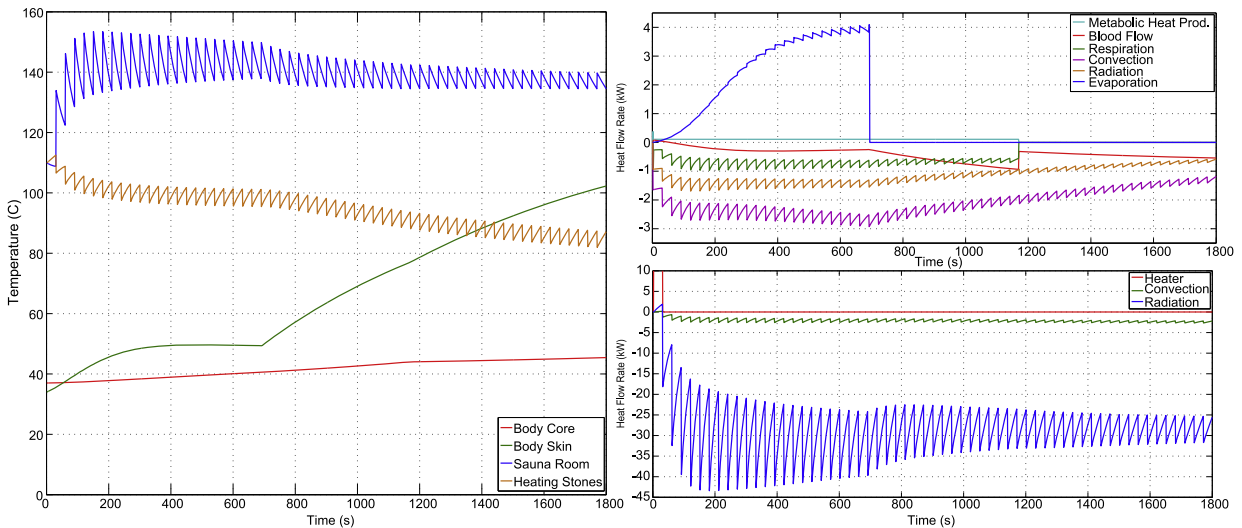 160
140
120
100
80
60
40
20
0
Temperature (C)
0 200 400 600 800 1000 1200 1400 1600 1800
Time (s)
Body Core
Body Skin
Sauna Room
Heating Stones
4
3
2
1
0
-1
-2
-3
Heat Flow Rate (kW)
0 200 400 600 800 1000 1200 1400 1600 1800
Time (s)
Metabolic Heat Prod.
Blood Flow
Respiration
Convection
Radiation
Evaporation
10
5
0
-5
-10
-15
-20
-25
-30
-35
-40
-45
Heat Flow Rate (kW)
0 200 400 600 800 1000 1200 1400 1600 1800
Time (s)
Heater
Convection
Radiation